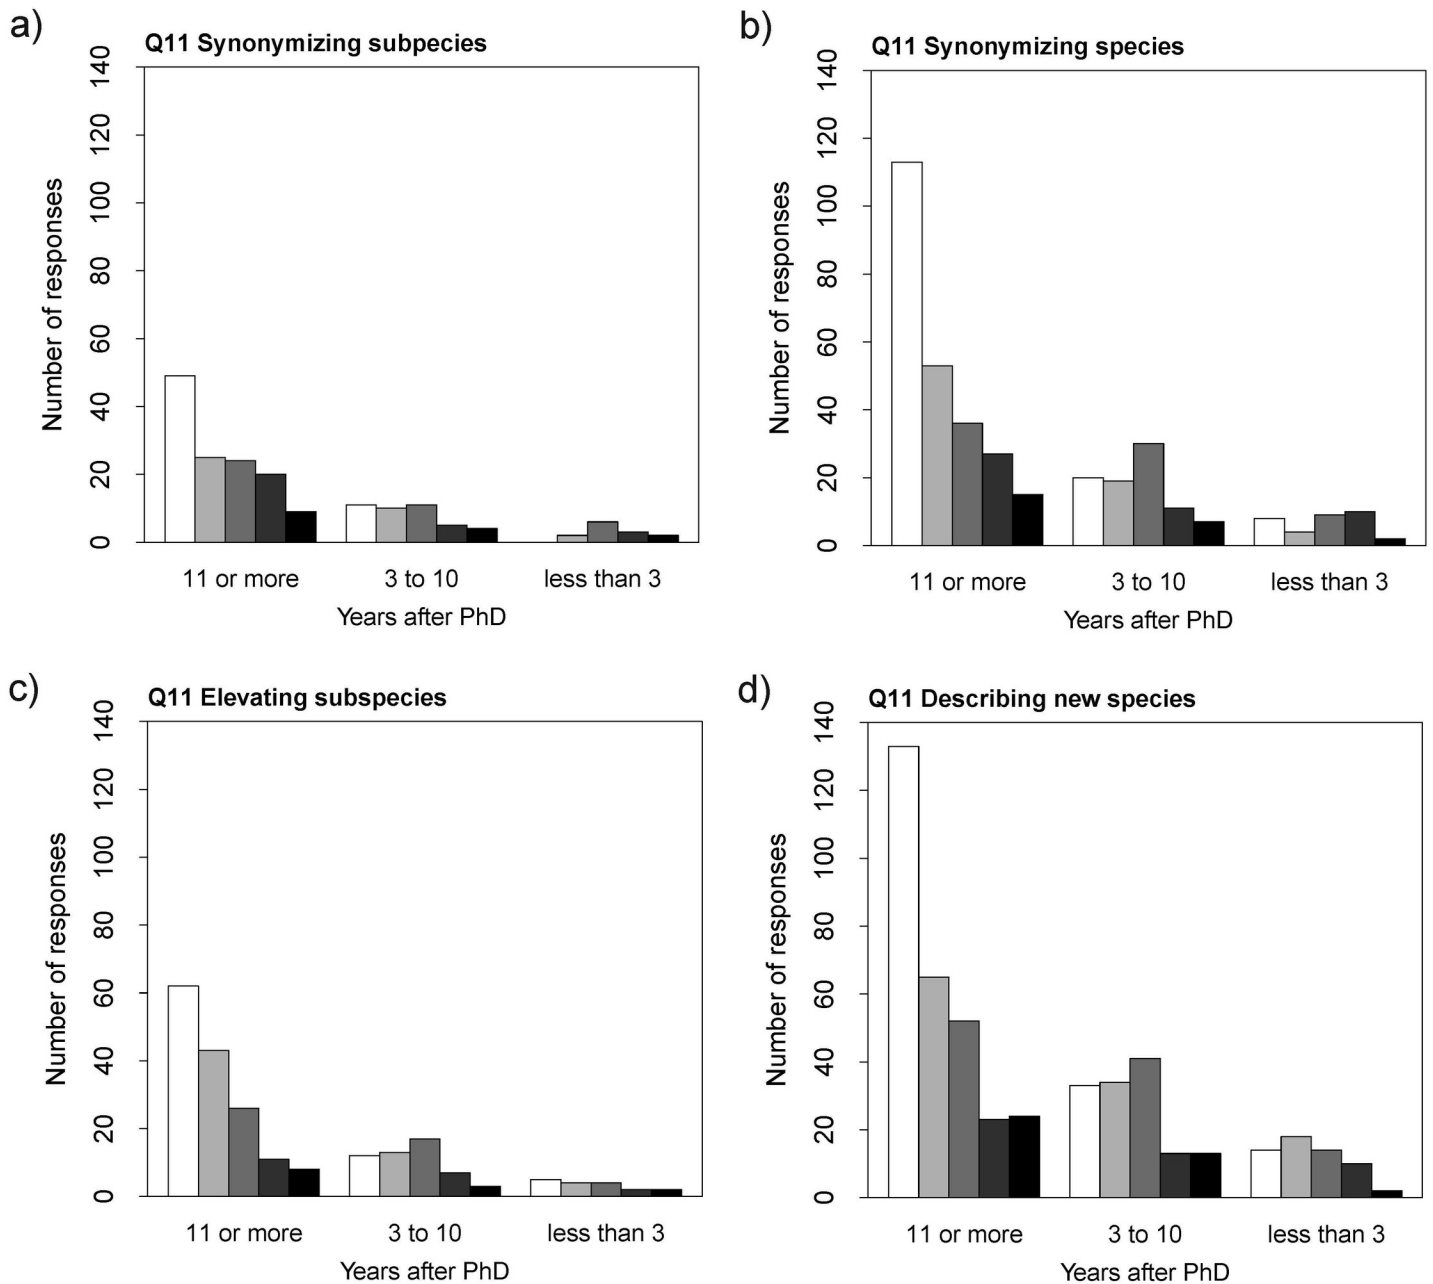 a)
Q11 Synonymizing subpecies
140
120
100
80
60
40
20
0
Number of responses
11 or more
3 to 10
less than 3
Years after PhD
b)
Q11 Synonymizing species
140
120
100
80
60
40
20
0
Number of responses
11 or more
3 to 10
less than 3
Years after PhD
c)
Q11 Elevating subspecies
140
120
100
80
60
40
20
0
Number of responses
11 or more
3 to 10
less than 3
Years after PhD
d)
Q11 Describing new species
140
120
100
80
60
40
20
0
Number of responses
11 or more
3 to 10
less than 3
Years after PhD